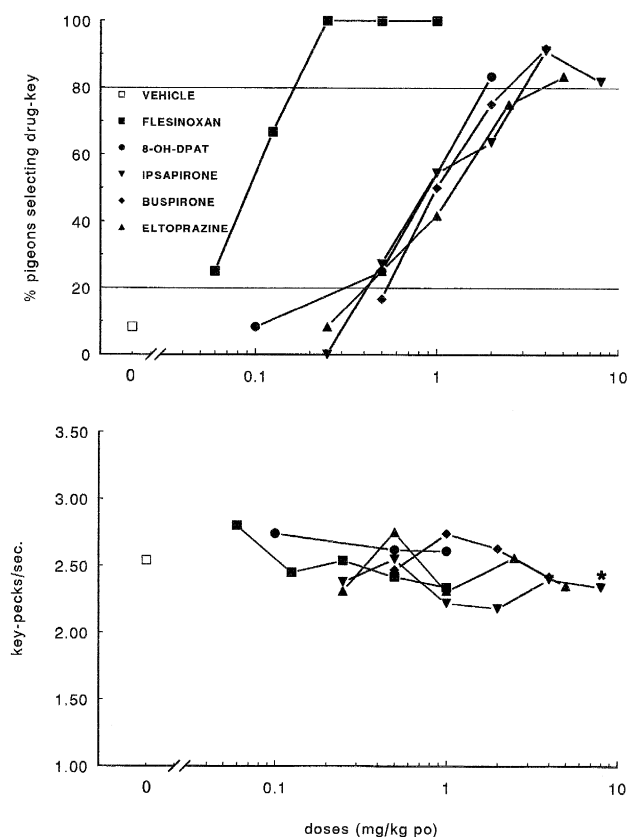 100
80
60
40
20
0
% pigeons selecting drug-key
□ VEHICLE
■ FLESINOXAN
● 8-OH-DPAT
▼ IPSAPIRONE
◆ BUSPIRONE
▲ ELTOPRAZINE
0 0.1 1 10
3.50
3.00
2.50
2.00
1.50
1.00
key-pecks/sec.
*
0 0.1 1 10
doses (mg/kg po)